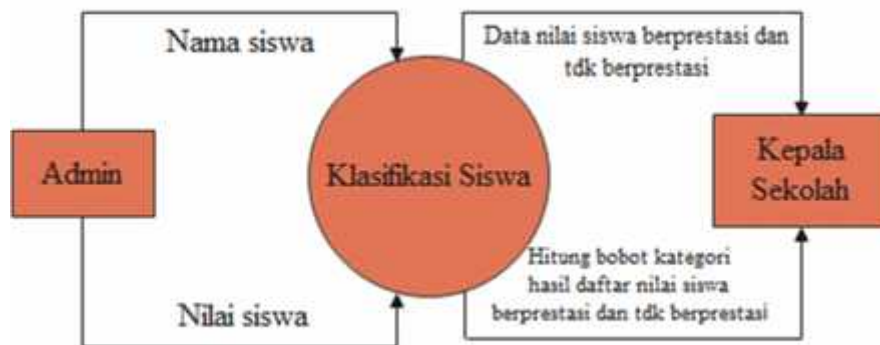 Nama siswa
Data nilai siswa berprestasi dan
tdk berprestasi
Admin
Klasifikasi Siswa
Kepala
Sekolah
Hitung bobot kategori
hasil daftar nilai siswa
berprestasi dan tdk berprestasi
Nilai siswa